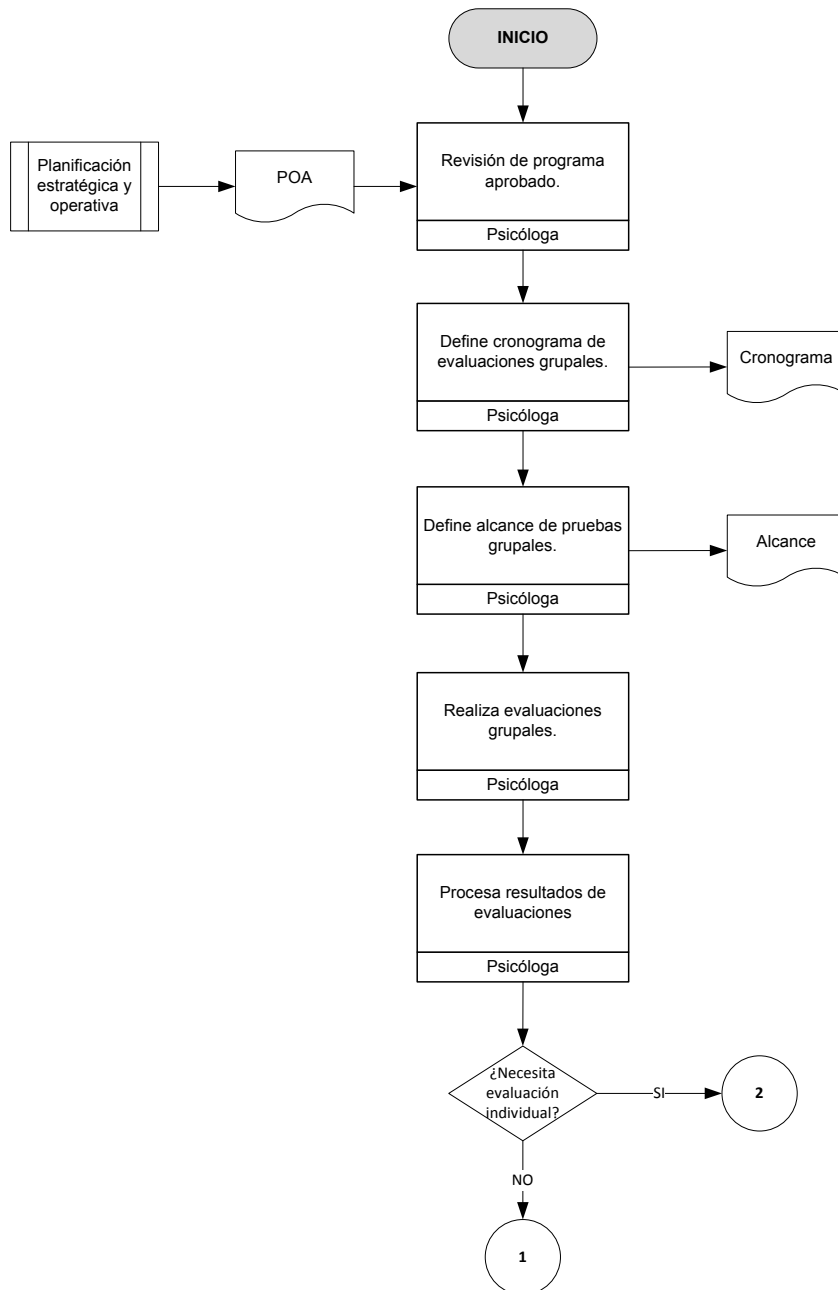 INICIO
Planificación
estratégica y
operativa
POA
Revisión de programa
aprobado.
Psicóloga
Define cronograma de
evaluaciones grupales.
Psicóloga
Cronograma
Define alcance de pruebas
grupales.
Psicóloga
Alcance
Realiza evaluaciones
grupales.
Psicóloga
Procesa resultados de
evaluaciones
Psicóloga
¿Necesita
evaluación
individual?
SI
2
NO
1